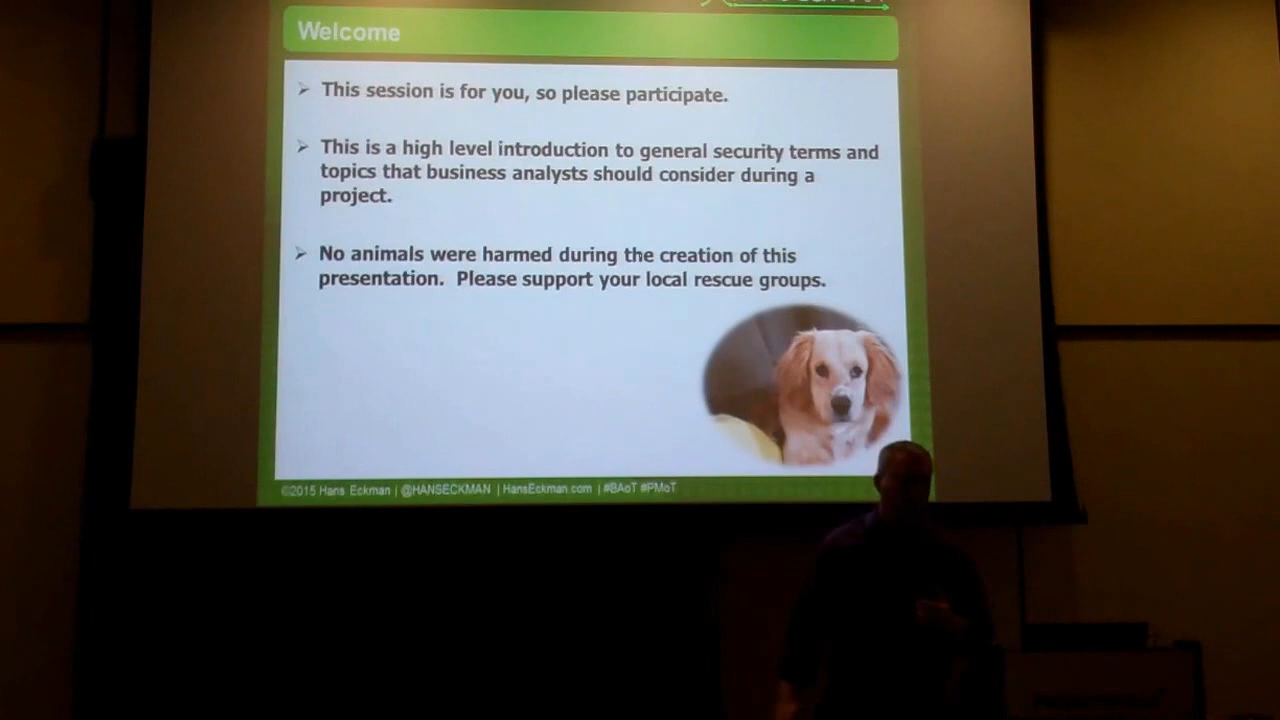 Welcome
This session is for you, so please participate.
This is a high level introduction to general security terms and
topics that business analysts should consider during a
project.
No animals were harmed during the creation of this
presentation.  Please support your local rescue groups.
©2015 Hans Eckman | @HANSECKMAN | HansEckman.com | #BAoT #PMoT